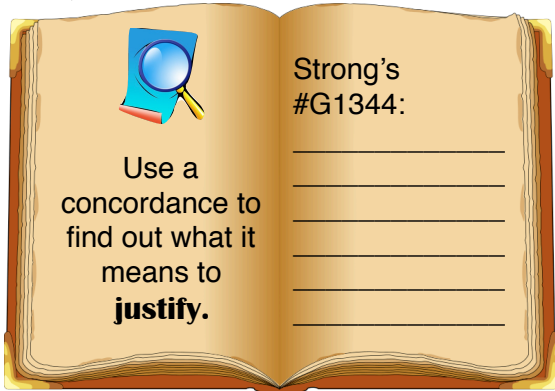 Use a
concordance to
find out what it
means to
justify.
Strong's
#G1344: